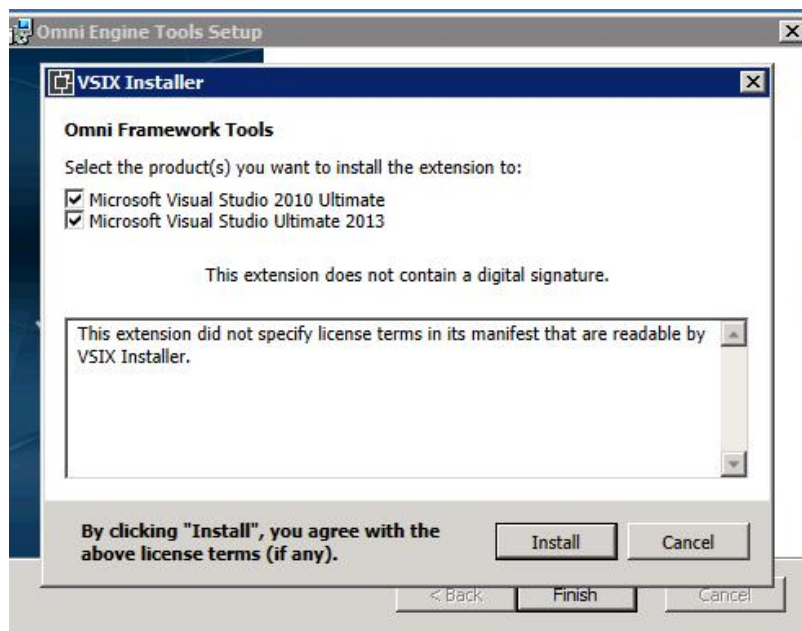 Omni Engine Tools Setup
VSIX Installer
Omni Framework Tools
Select the product(s) you want to install the extension to:
Microsoft Visual Studio 2010 Ultimate
Microsoft Visual Studio Ultimate 2013
This extension does not contain a digital signature.
This extension did not specify license terms in its manifest that are readable by
VSIX Installer.
By clicking "Install", you agree with the
above license terms (if any).
Install
Cancel
< Back
Finish
Cancel